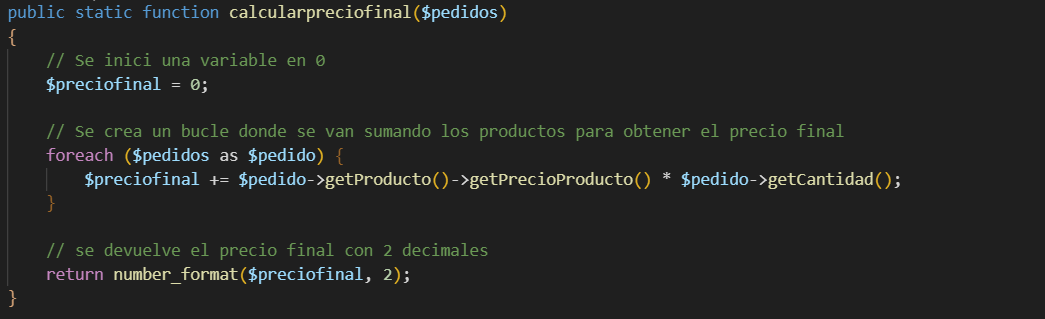 public static function calcularpreciofinal($pedidos)
{
    // Se inici una variable en 0
    $preciofinal = 0;

    // Se crea un bucle donde se van sumando los productos para obtener el precio final
    foreach ($pedidos as $pedido) {
        $preciofinal += $pedido->getProducto()->getPrecioProducto() * $pedido->getCantidad();
    }

    // se devuelve el precio final con 2 decimales
    return number_format($preciofinal, 2);
}